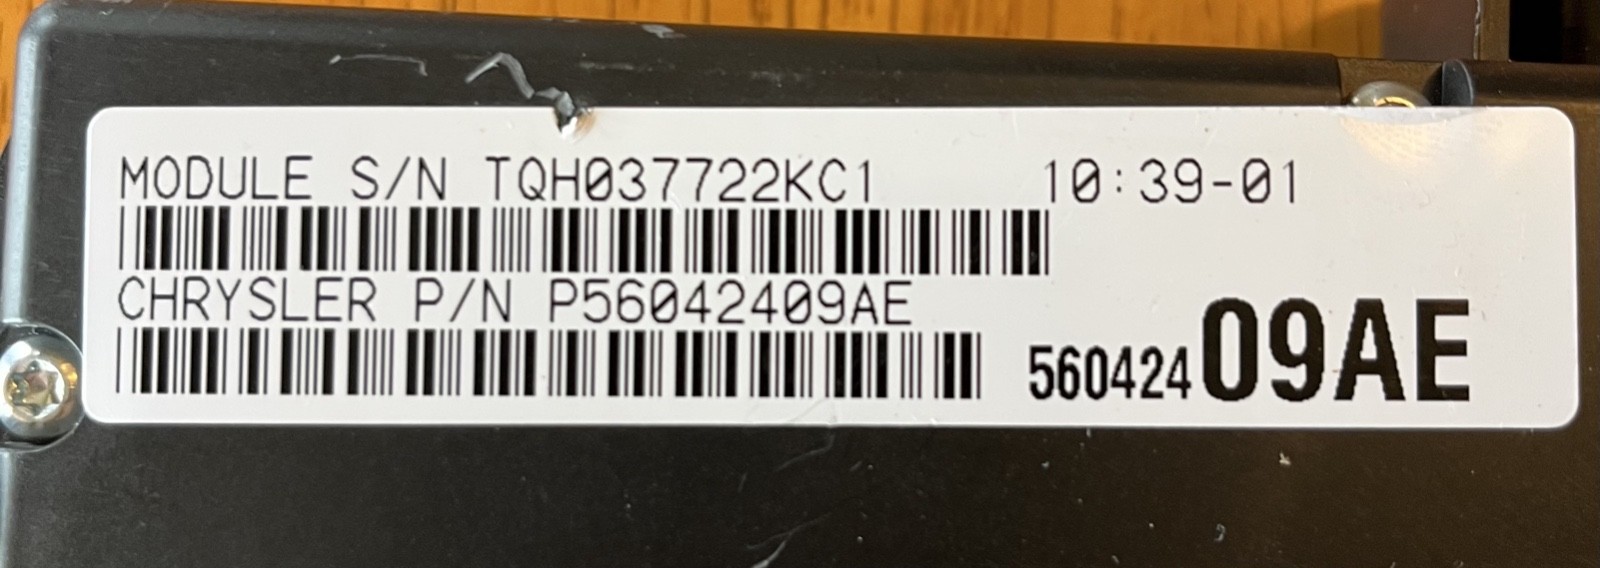 MODULE S/N TQH037722KC1 10:39-01
CHRYSLER P/N P56042409AE
56042409AE